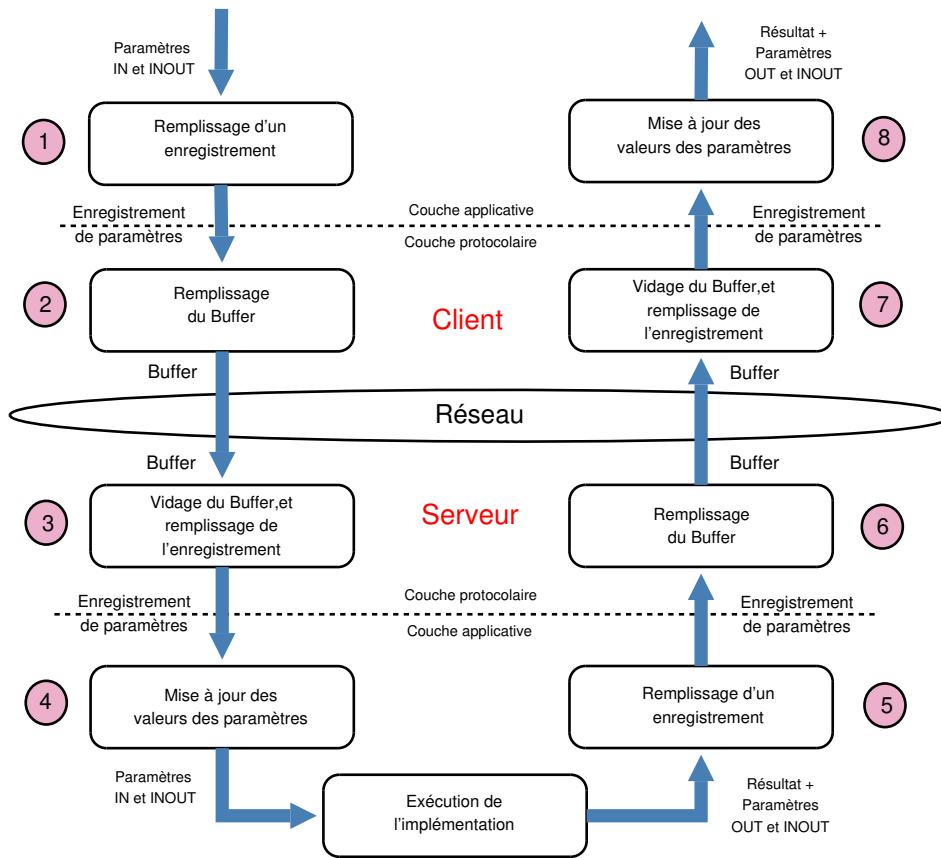 Paramètres
IN et INOUT
Résultat +
Paramètres
OUT et INOUT
1
Remplissage d'un
enregistrement
Mise à jour des
valeurs des paramètres
8
Enregistrement
de paramètres
Couche applicative
Couche protocolaire
Enregistrement
de paramètres
2
Remplissage
du Buffer
Client
Vidage du Buffer,et
remplissage de
l'enregistrement
7
Buffer
Buffer
Réseau
Buffer
Buffer
3
Vidage du Buffer,et
remplissage de
l'enregistrement
Serveur
Remplissage
du Buffer
6
Enregistrement
de paramètres
Couche protocolaire
Couche applicative
Enregistrement
de paramètres
4
Mise à jour des
valeurs des paramètres
Remplissage d'un
enregistrement
5
Paramètres
IN et INOUT
Exécution de
l'implémentation
Résultat +
Paramètres
OUT et INOUT